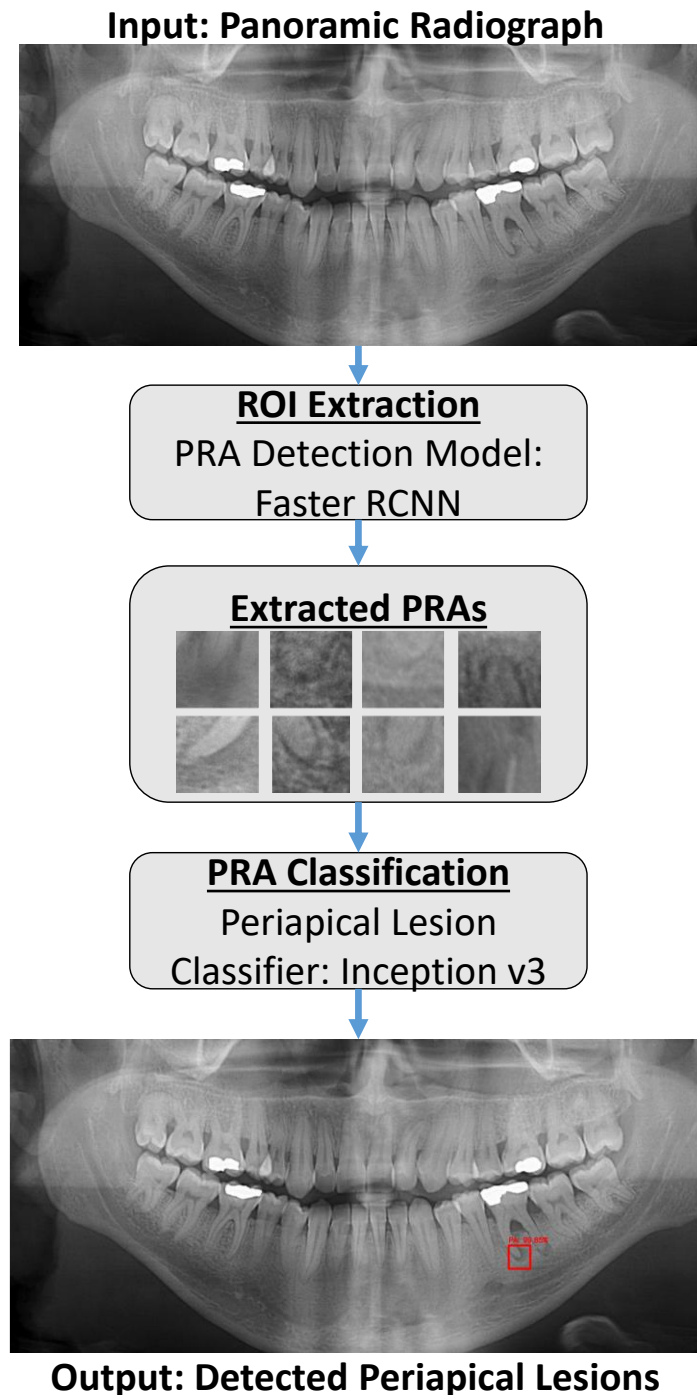 Input: Panoramic Radiograph
ROI Extraction
PRA Detection Model:
Faster RCNN
Extracted PRAs
PRA Classification
Periapical Lesion
Classifier: Inception v3
Output: Detected Periapical Lesions